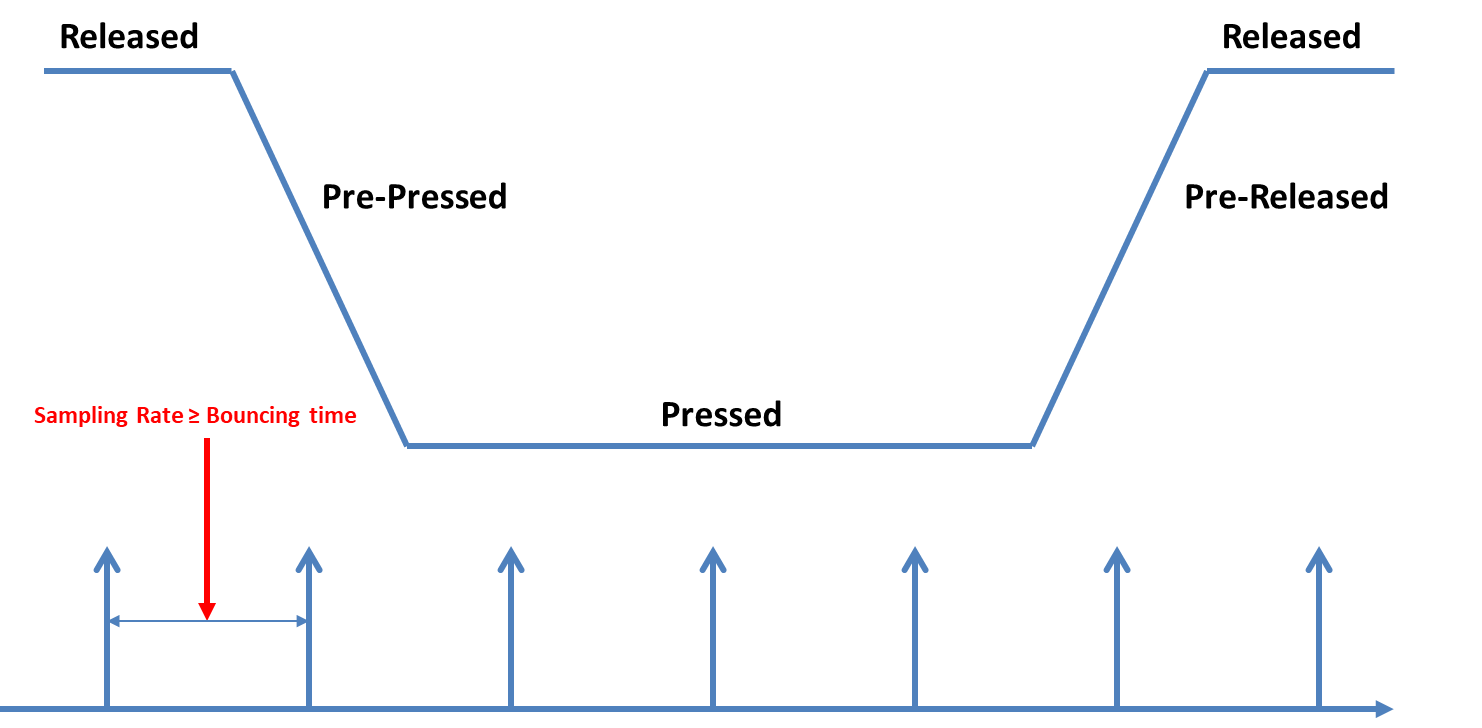 Released
Released
Pre-Pressed
Pre-Released
Sampling Rate ≥ Bouncing time
Pressed